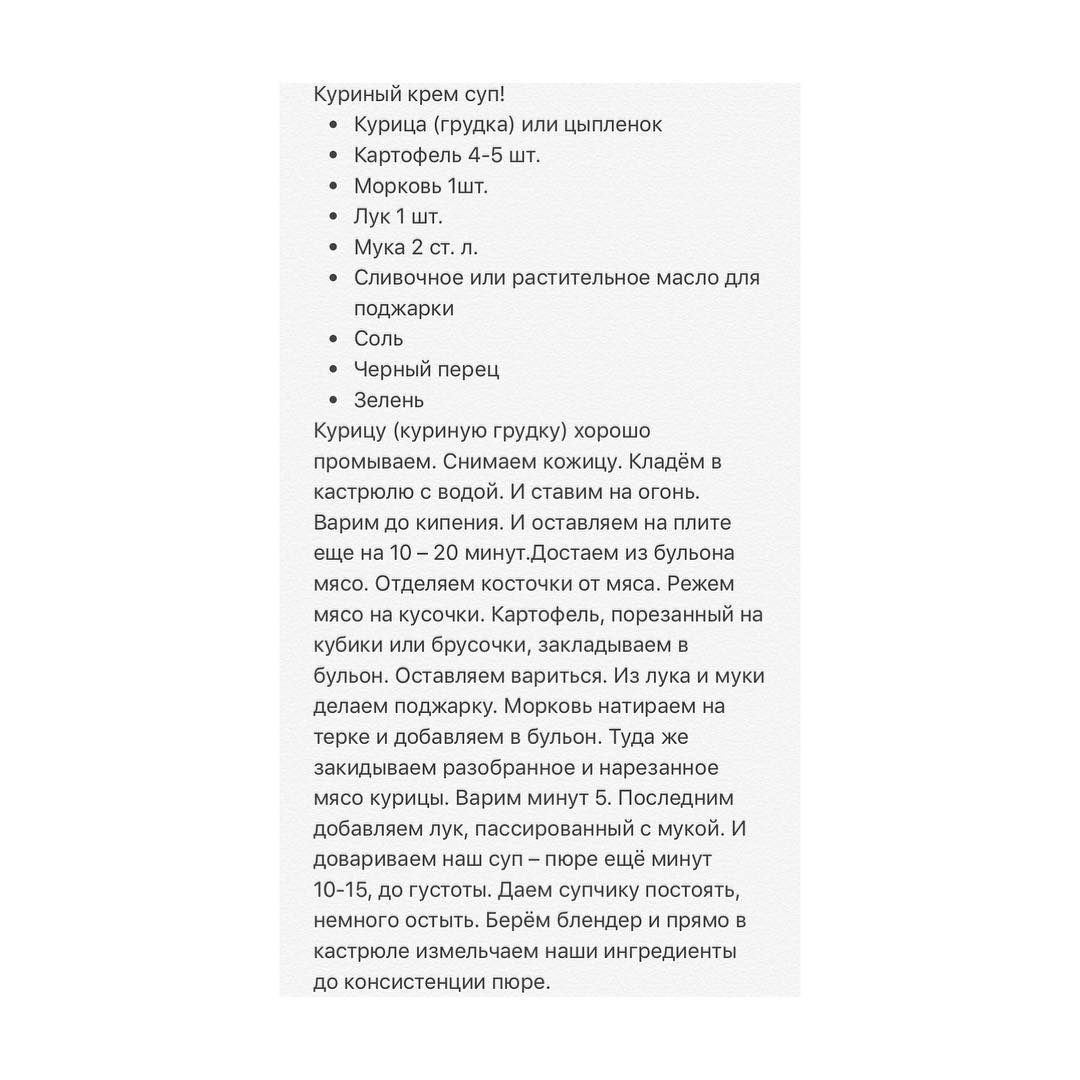 Куриный крем суп!
• Курица (грудка) или цыпленок
• Картофель 4-5 шт.
• Морковь 1шт.
• Лук 1 шт.
• Мука 2 ст. л.
• Сливочное или растительное масло для
поджарки
• Соль
• Черный перец
• Зелень
Курицу (куриную грудку) хорошо
промываем. Снимаем кожицу. Кладём в
кастрюлю с водой. И ставим на огонь.
Варим до кипения. И оставляем на плите
еще на 10 – 20 минут.Достаем из бульона
мясо. Отделяем косточки от мяса. Режем
мясо на кусочки. Картофель, порезанный на
кубики или брусочки, закладываем в
бульон. Оставляем вариться. Из лука и муки
делаем поджарку. Морковь натираем на
терке и добавляем в бульон. Туда же
закидываем разобранное и нарезанное
мясо курицы. Варим минут 5. Последним
добавляем лук, пассированный с мукой. И
довариваем наш суп – пюре ещё минут
10-15, до густоты. Даем супчику постоять,
немного остыть. Берём блендер и прямо в
кастрюле измельчаем наши ингредиенты
до консистенции пюре.